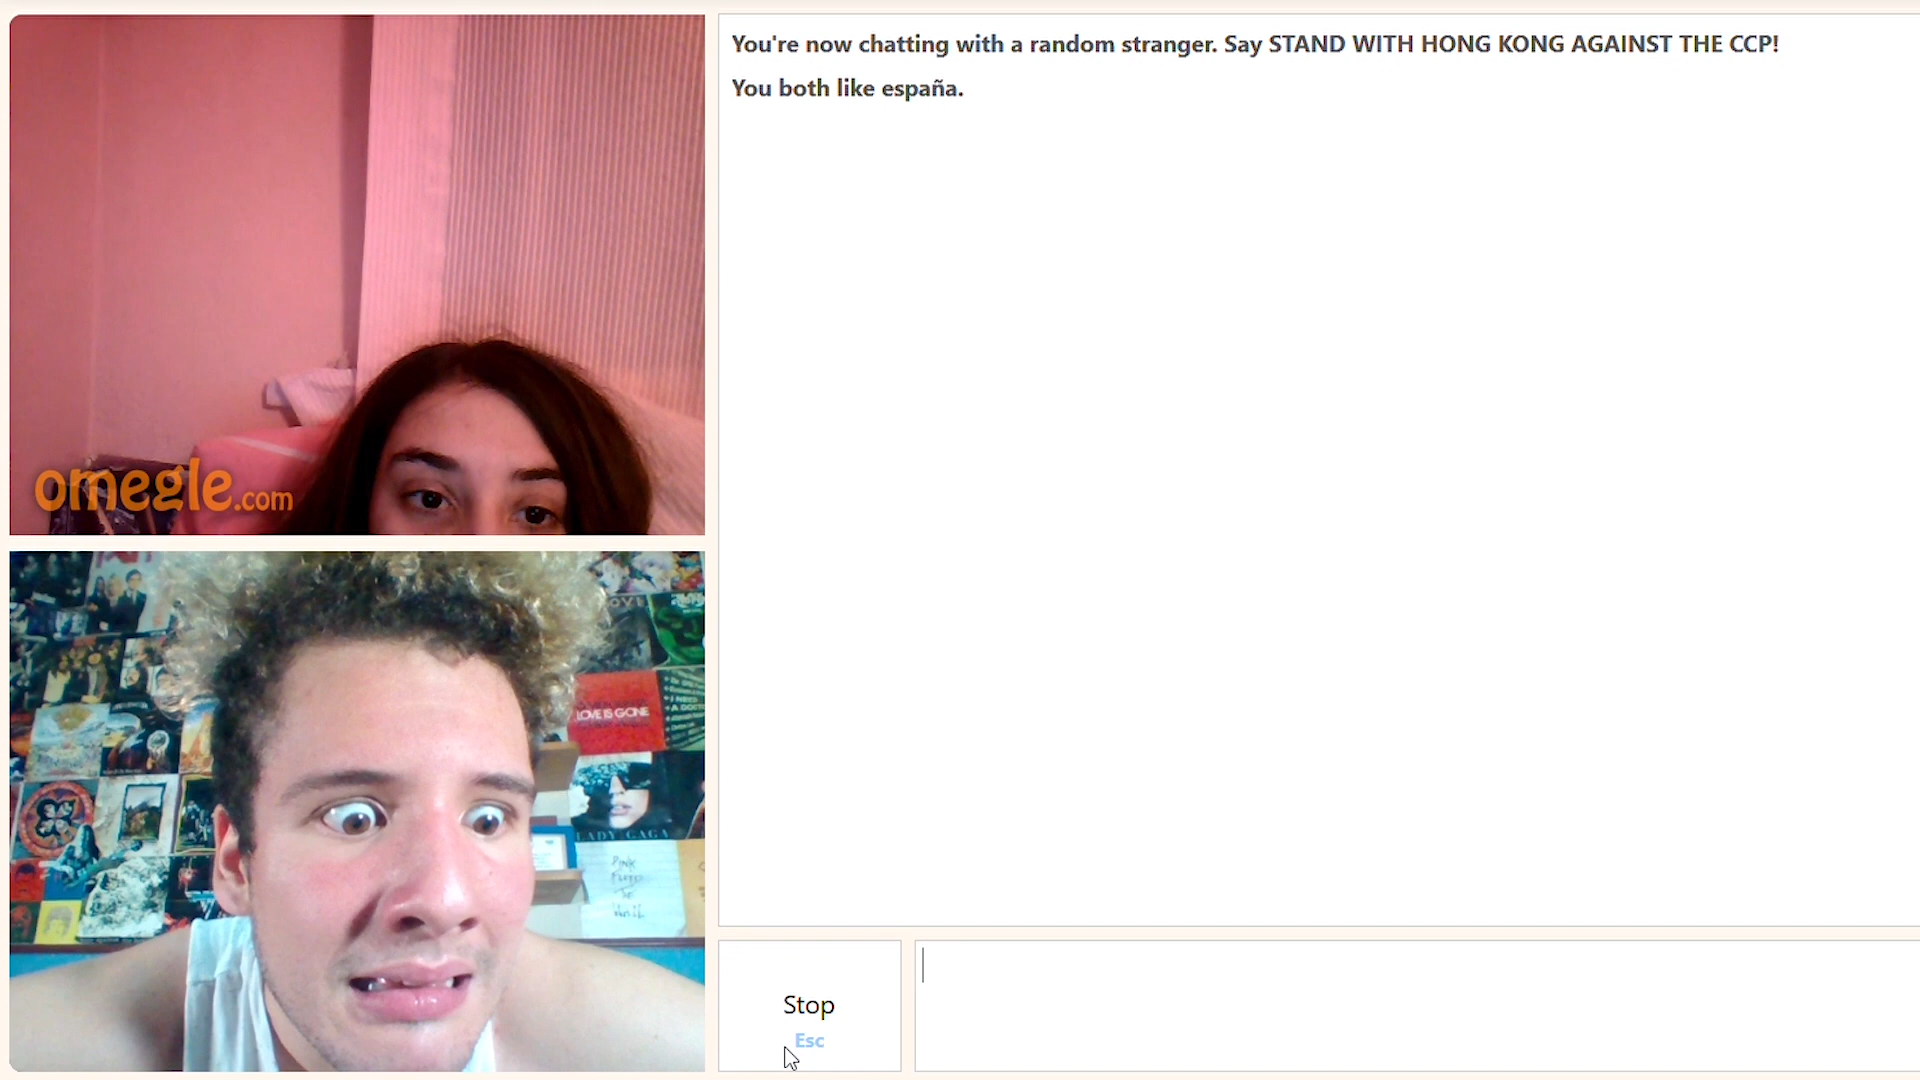 You're now chatting with a random stranger. Say STAND WITH HONG KONG AGAINST THE CCP!
You both like españa.
omegle.com
LOVE IS GONE
LADY GAGA
PINK
FLOYD
THE
WALL
Stop
Esc